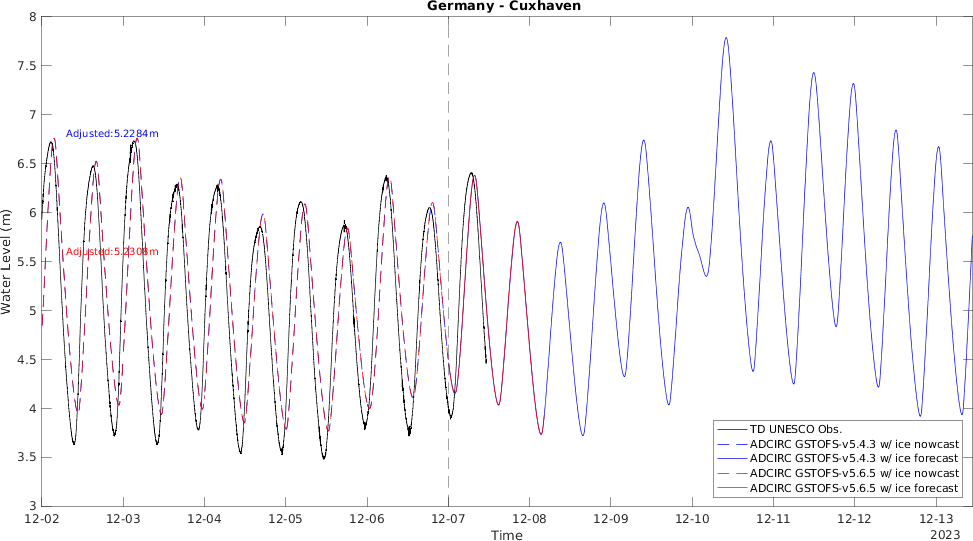 Germany - Cuxhaven
8
7.5
7
6.5
6
5.5
5
4.5
4
3.5
3
Water Level (m)
Adjusted:5.2284m
Adjusted:5.2308m
TD UNESCO Obs.
ADCIRC GSTOFS-v5.4.3 w/ ice nowcast
ADCIRC GSTOFS-v5.4.3 w/ ice forecast
ADCIRC GSTOFS-v5.6.5 w/ ice nowcast
ADCIRC GSTOFS-v5.6.5 w/ ice forecast
12-02 12-03 12-04 12-05 12-06 12-07 12-08 12-09 12-10 12-11 12-12 12-13
2023
Time